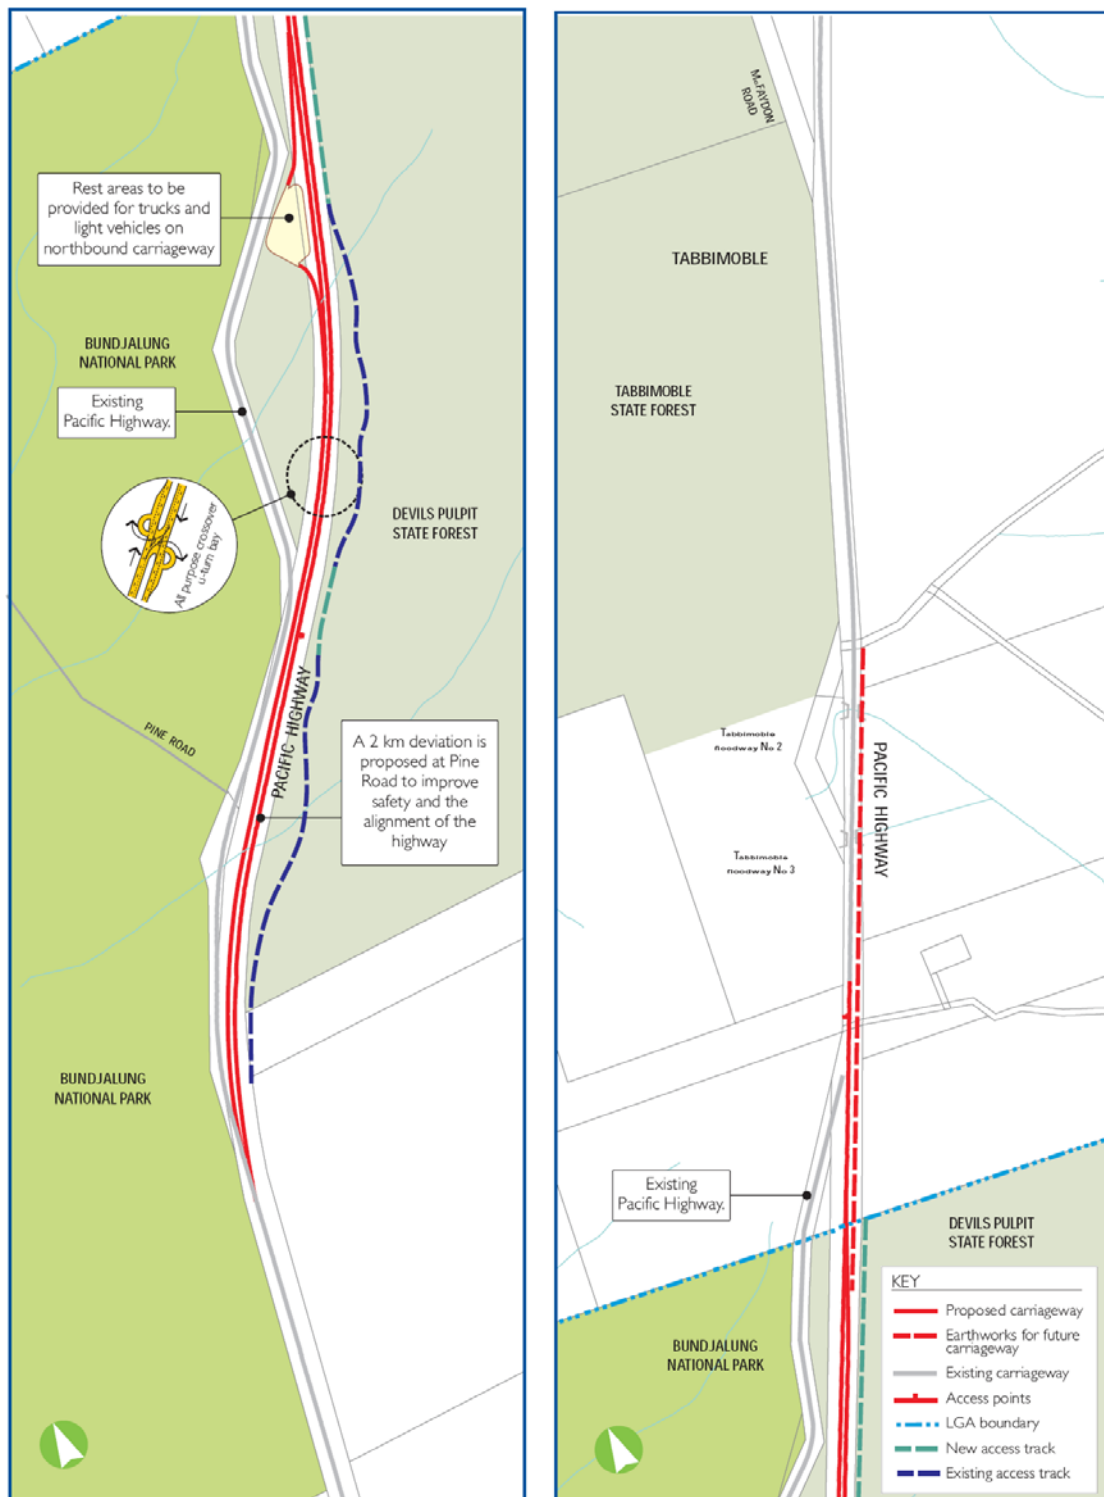 Rest areas to be
provided for trucks and
light vehicles on
northbound carriageway
BUNDJALUNG
NATIONAL PARK
Existing
Pacific Highway.
All purpose crossover
u-turn bay
DEVILS PULPIT
STATE FOREST
PACIFIC HIGHWAY
PINE ROAD
A 2 km deviation is
proposed at Pine
Road to improve
safety and the
alignment of the
highway
BUNDJALUNG
NATIONAL PARK
McFAYDON
ROAD
TABBIMOBLE
TABBIMOBLE
STATE FOREST
Tabbimoble
floodway No 2
PACIFIC HIGHWAY
Tabbimoble
floodway No 3
Existing
Pacific Highway.
DEVILS PULPIT
STATE FOREST
BUNDJALUNG
NATIONAL PARK
KEY
Proposed carriageway
Earthworks for future
carriageway
Existing carriageway
Access points
LGA boundary
New access track
Existing access track